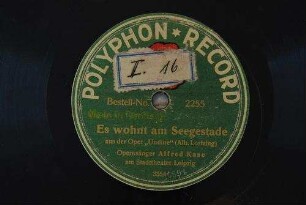 POLYPHON ★ RECORD
I. 16
Bestell-No. 2255
Es wohnt am Seegestade
aus der Oper „Undine" (Alb. Lortzing)
Opernsänger Alfred Kase
am Stadttheater Leipzig